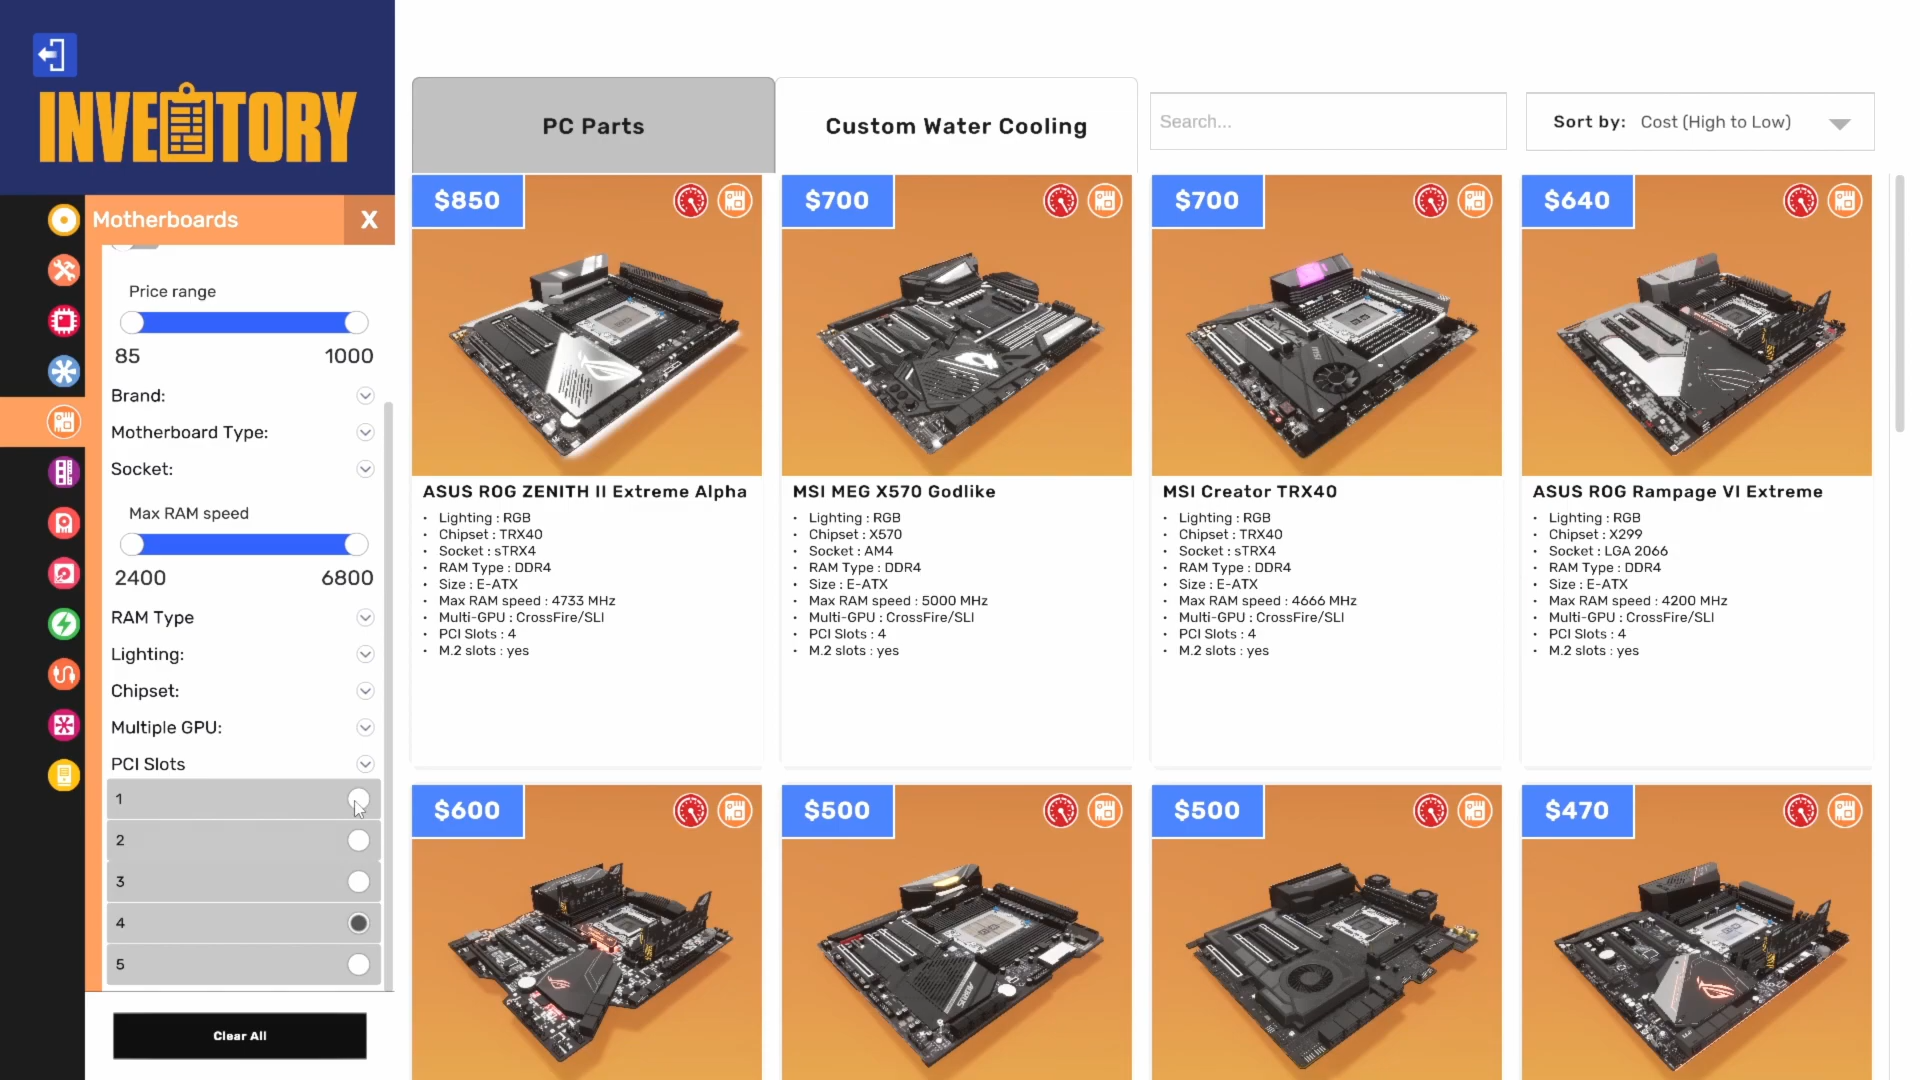 INVENTORY
PC Parts
Custom Water Cooling
Search...
Sort by: Cost (High to Low)
Motherboards
X
Price range
85 1000
Brand:
Motherboard Type:
Socket:
Max RAM speed
2400 6800
RAM Type
Lighting:
Chipset:
Multiple GPU:
PCI Slots
1
2
3
4
5
Clear All
$850
ASUS ROG ZENITH II Extreme Alpha
• Lighting : RGB
• Chipset : TRX40
• Socket : sTRX4
• RAM Type : DDR4
• Size : E-ATX
• Max RAM speed : 4733 MHz
• Multi-GPU : CrossFire/SLI
• PCI Slots : 4
• M.2 slots : yes
$700
MSI MEG X570 Godlike
• Lighting : RGB
• Chipset : X570
• Socket : AM4
• RAM Type : DDR4
• Size : E-ATX
• Max RAM speed : 5000 MHz
• Multi-GPU : CrossFire/SLI
• PCI Slots : 4
• M.2 slots : yes
$700
MSI Creator TRX40
• Lighting : RGB
• Chipset : TRX40
• Socket : sTRX4
• RAM Type : DDR4
• Size : E-ATX
• Max RAM speed : 4666 MHz
• Multi-GPU : CrossFire/SLI
• PCI Slots : 4
• M.2 slots : yes
$640
ASUS ROG Rampage VI Extreme
• Lighting : RGB
• Chipset : X299
• Socket : LGA 2066
• RAM Type : DDR4
• Size : E-ATX
• Max RAM speed : 4200 MHz
• Multi-GPU : CrossFire/SLI
• PCI Slots : 4
• M.2 slots : yes
$600
$500
$500
$470